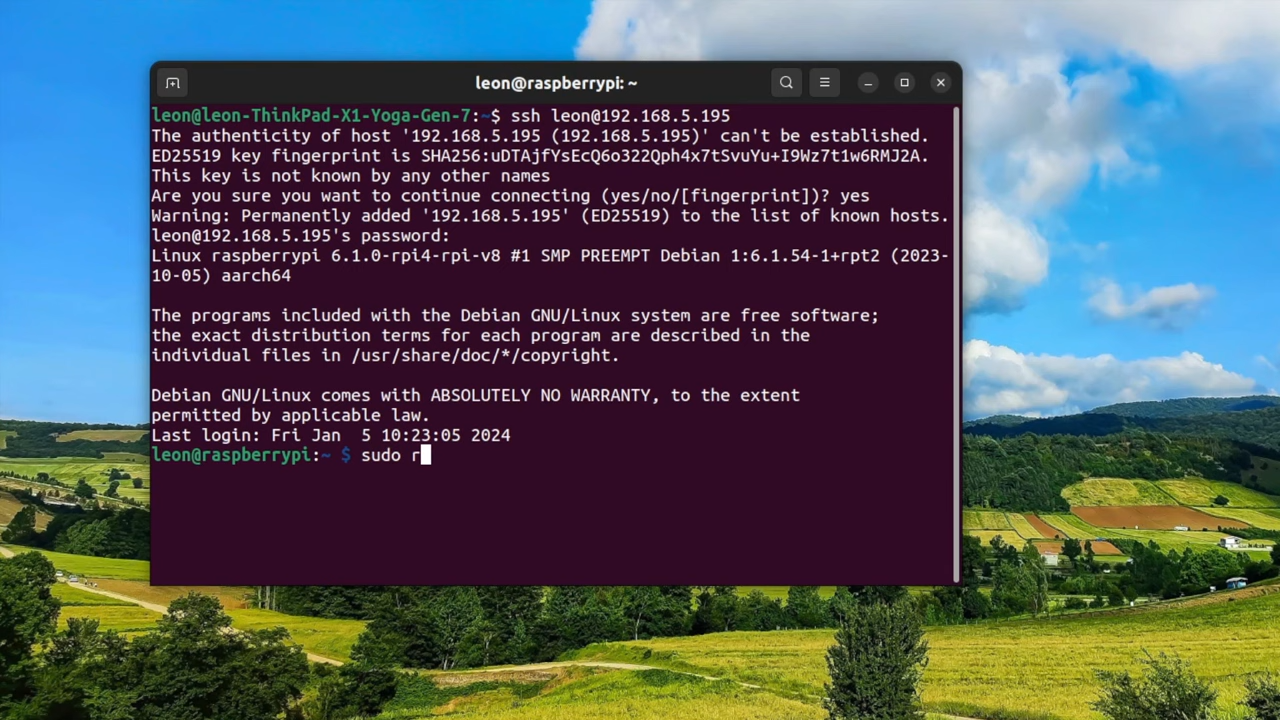 leon@raspberrypi: ~
leon@leon-ThinkPad-X1-Yoga-Gen-7:~$ ssh leon@192.168.5.195
The authenticity of host '192.168.5.195 (192.168.5.195)' can't be established.
ED25519 key fingerprint is SHA256:uDTAjfYsEcQ6o322Qph4x7tSvuYu+I9Wz7t1w6RMJ2A.
This key is not known by any other names
Are you sure you want to continue connecting (yes/no/[fingerprint])? yes
Warning: Permanently added '192.168.5.195' (ED25519) to the list of known hosts.
leon@192.168.5.195's password:
Linux raspberrypi 6.1.0-rpi4-rpi-v8 #1 SMP PREEMPT Debian 1:6.1.54-1+rpt2 (2023-
10-05) aarch64
The programs included with the Debian GNU/Linux system are free software;
the exact distribution terms for each program are described in the
individual files in /usr/share/doc/*/copyright.
Debian GNU/Linux comes with ABSOLUTELY NO WARRANTY, to the extent
permitted by applicable law.
Last login: Fri Jan  5 10:23:05 2024
leon@raspberrypi:~ $ sudo r